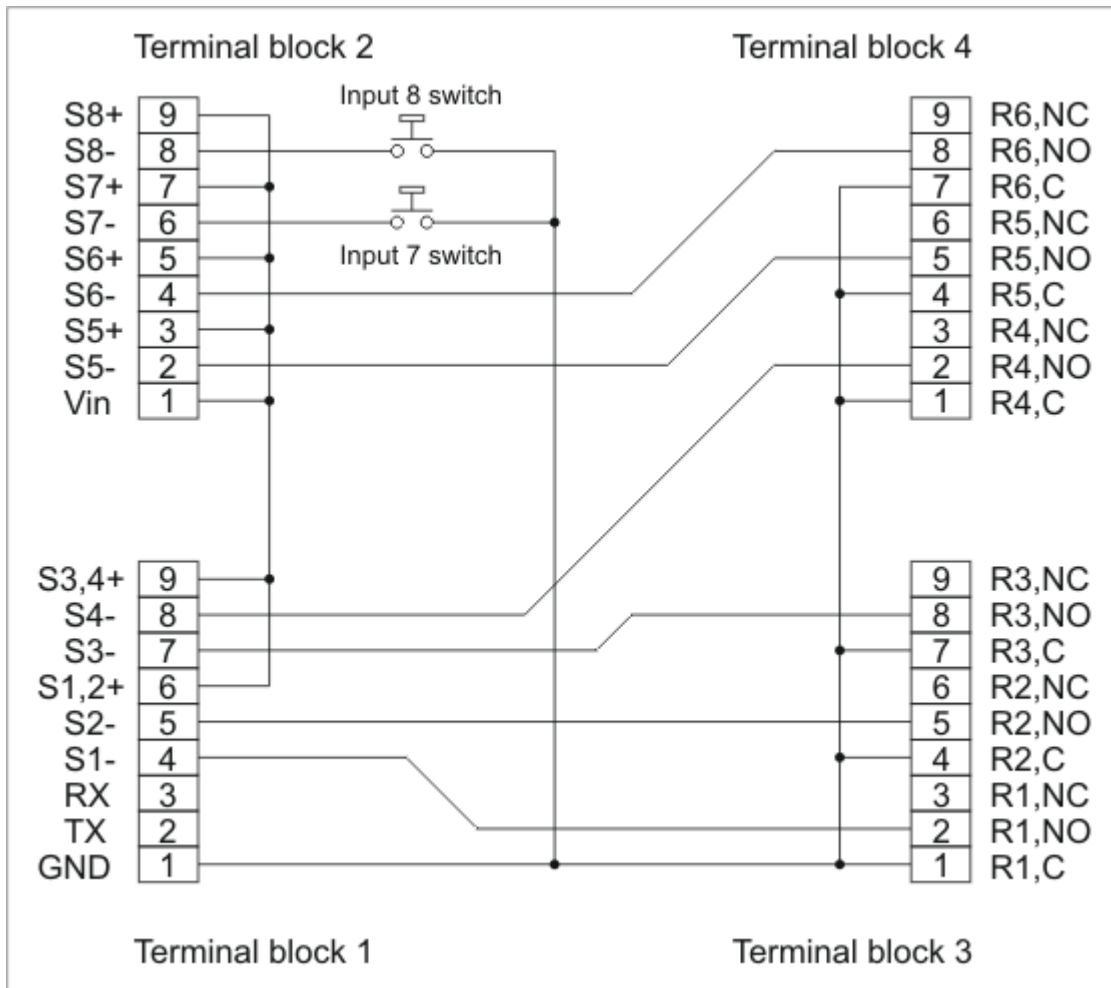 Terminal block 2
Terminal block 4
Input 8 switch
S8+ 9
S8- 8
S7+ 7
S7- 6
S6+ 5
S6- 4
S5+ 3
S5- 2
Vin 1
Input 7 switch
9 R6,NC
8 R6,NO
7 R6,C
6 R5,NC
5 R5,NO
4 R5,C
3 R4,NC
2 R4,NO
1 R4,C
S3,4+ 9
S4- 8
S3- 7
S1,2+ 6
S2- 5
S1- 4
RX 3
TX 2
GND 1
9 R3,NC
8 R3,NO
7 R3,C
6 R2,NC
5 R2,NO
4 R2,C
3 R1,NC
2 R1,NO
1 R1,C
Terminal block 1
Terminal block 3